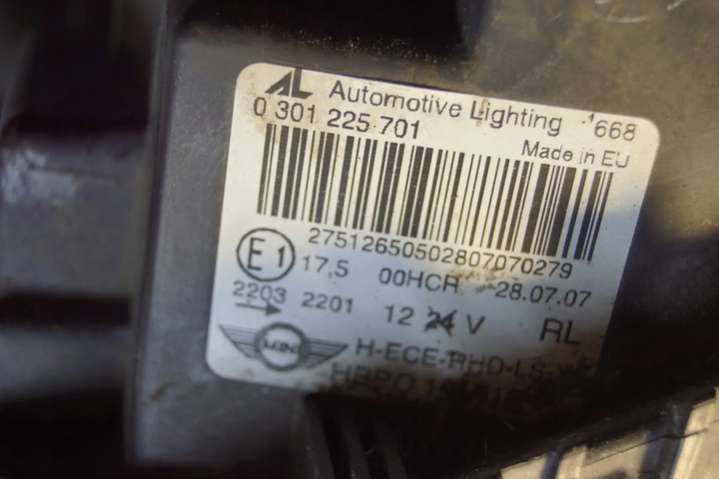 AL Automotive Lighting 668
0 301 225 701
Made in EU
27512650502807070279
E1 17,5 00HCR 28.07.07
2203 2201 12 24 V RL
MINI H-ECE-RHD-LS